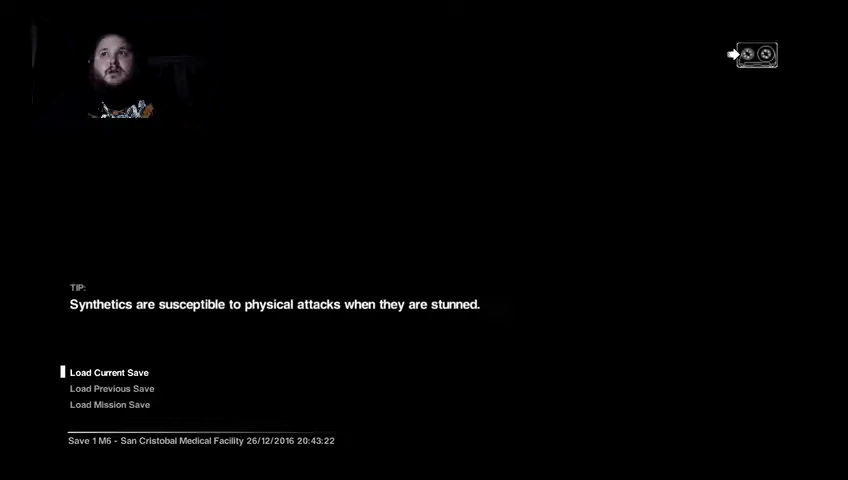 TIP:
Synthetics are susceptible to physical attacks when they are stunned.
Load Current Save
Load Previous Save
Load Mission Save
Save 1 M6 - San Cristobal Medical Facility 26/12/2016 20:43:22